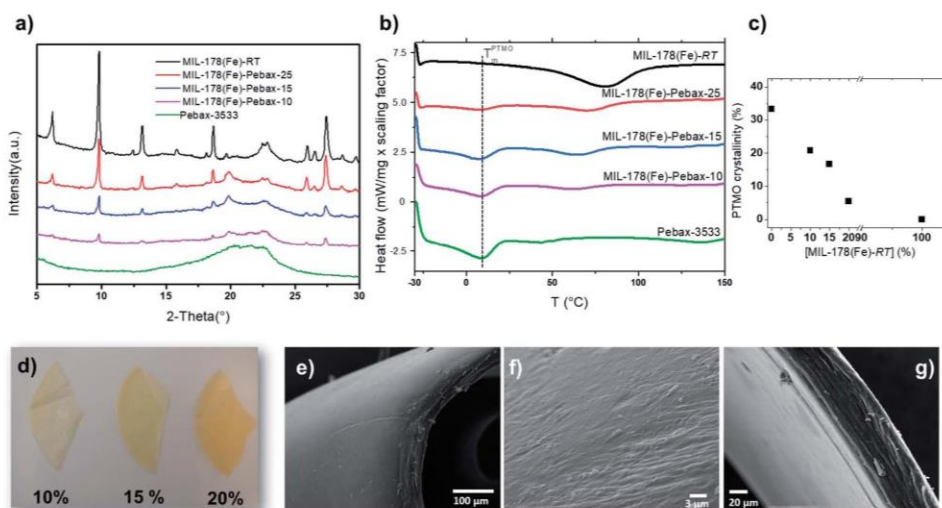 a)
Intensity(a.u.)
MIL-178(Fe)-RT
MIL-178(Fe)-Pebax-25
MIL-178(Fe)-Pebax-15
MIL-178(Fe)-Pebax-10
Pebax-3533
5 10 15 20 25 30
2-Theta(°)
b)
Heat flow (mW/mg x scaling factor)
7.5
5.0
2.5
0
-2.5
T_m^PTMO
MIL-178(Fe)-RT
MIL-178(Fe)-Pebax-25
MIL-178(Fe)-Pebax-15
MIL-178(Fe)-Pebax-10
Pebax-3533
-30 0 50 100 150
T (°C)
c)
PTMO crystallinity (%)
40
30
20
10
0
0 5 10 15 20 90 100
[MIL-178(Fe)-RT] (%)
d)
10% 15 % 20%
e)
100 μm
f)
3 μm
g)
20 μm